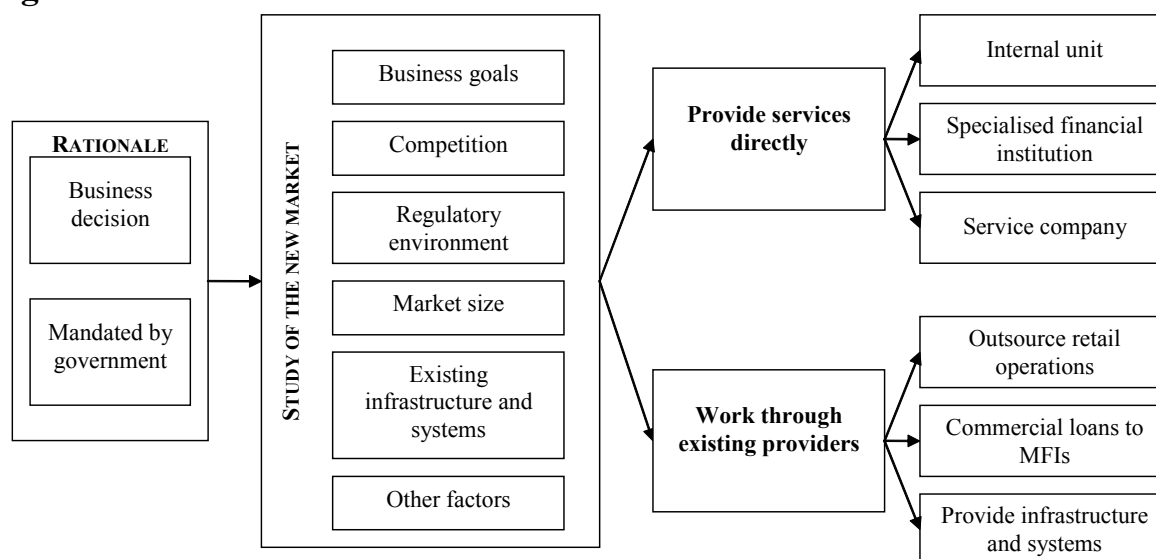 g
RATIONALE
Business
decision
Mandated by
government
STUDY OF THE NEW MARKET
Business goals
Competition
Regulatory
environment
Market size
Existing
infrastructure and
systems
Other factors
Provide services
directly
Work through
existing providers
Internal unit
Specialised financial
institution
Service company
Outsource retail
operations
Commercial loans to
MFIs
Provide infrastructure
and systems